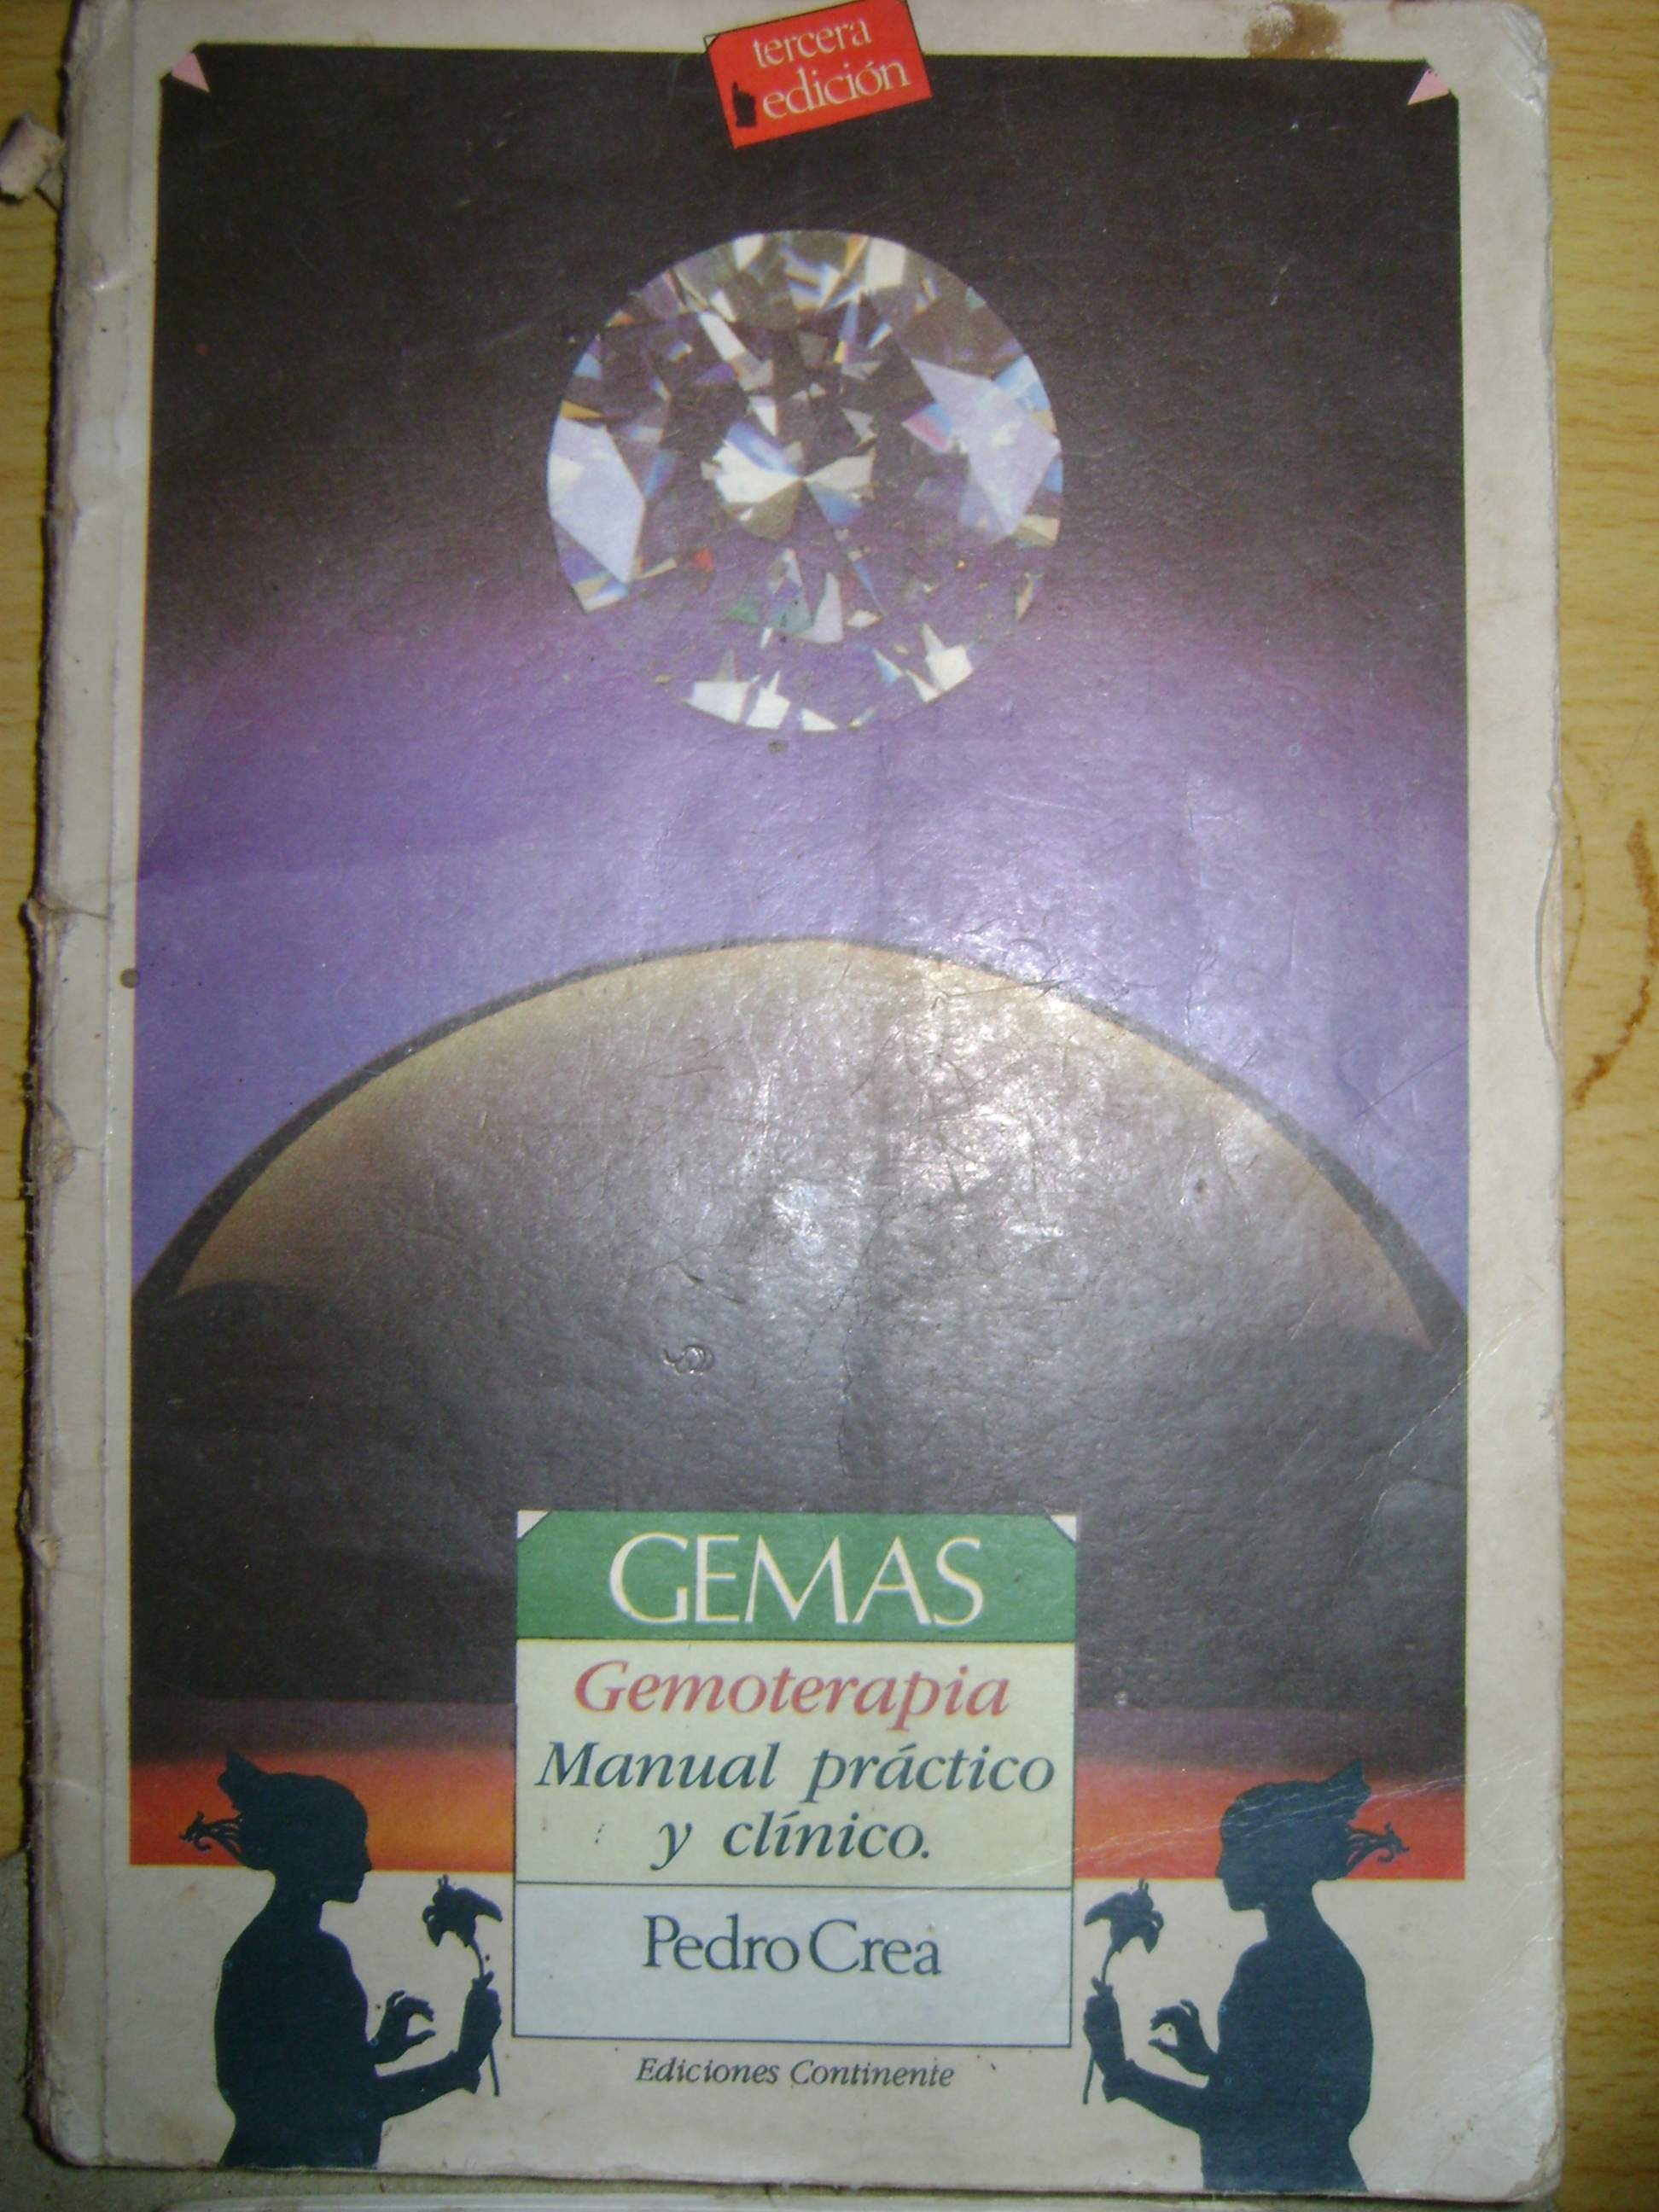 tercera
edición
GEMAS
Gemoterapia
Manual práctico
y clínico.
Pedro Crea
Ediciones Continente